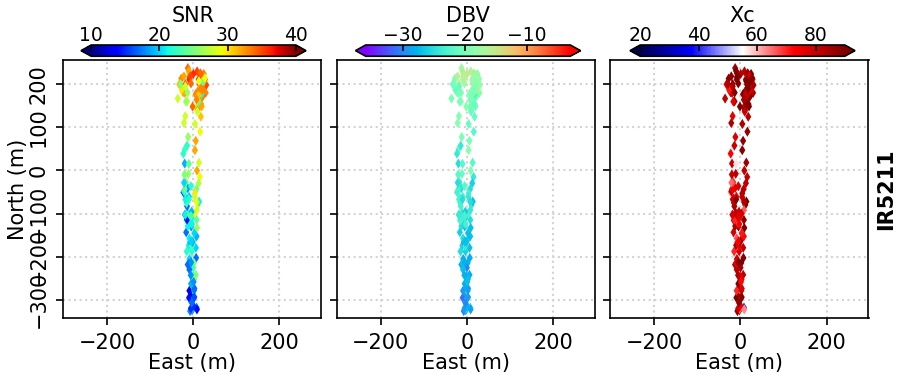 SNR DBV Xc
10 20 30 40 −30 −20 −10 20 40 60 80
North (m)
200
100
0
−100
−200
−300
−200 0 200 −200 0 200 −200 0 200
East (m) East (m) East (m)
IR5211